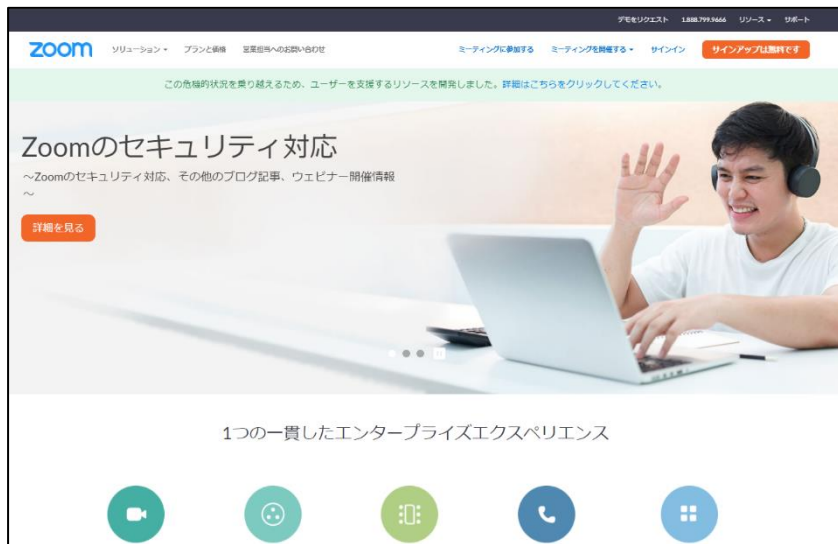 デモをリクエスト 1.888.799.9666 リソース サポート
zoom ソリューション プランと価格 営業担当へのお問い合わせ ミーティングに参加する ミーティングを開催する サインイン サインアップは無料です
この危機的状況を乗り越えるため、ユーザーを支援するリソースを開発しました。詳細はこちらをクリックしてください。
Zoomのセキュリティ対応
～Zoomのセキュリティ対応、その他のブログ記事、ウェビナー開催情報
～
詳細を見る
1つの一貫したエンタープライズエクスペリエンス